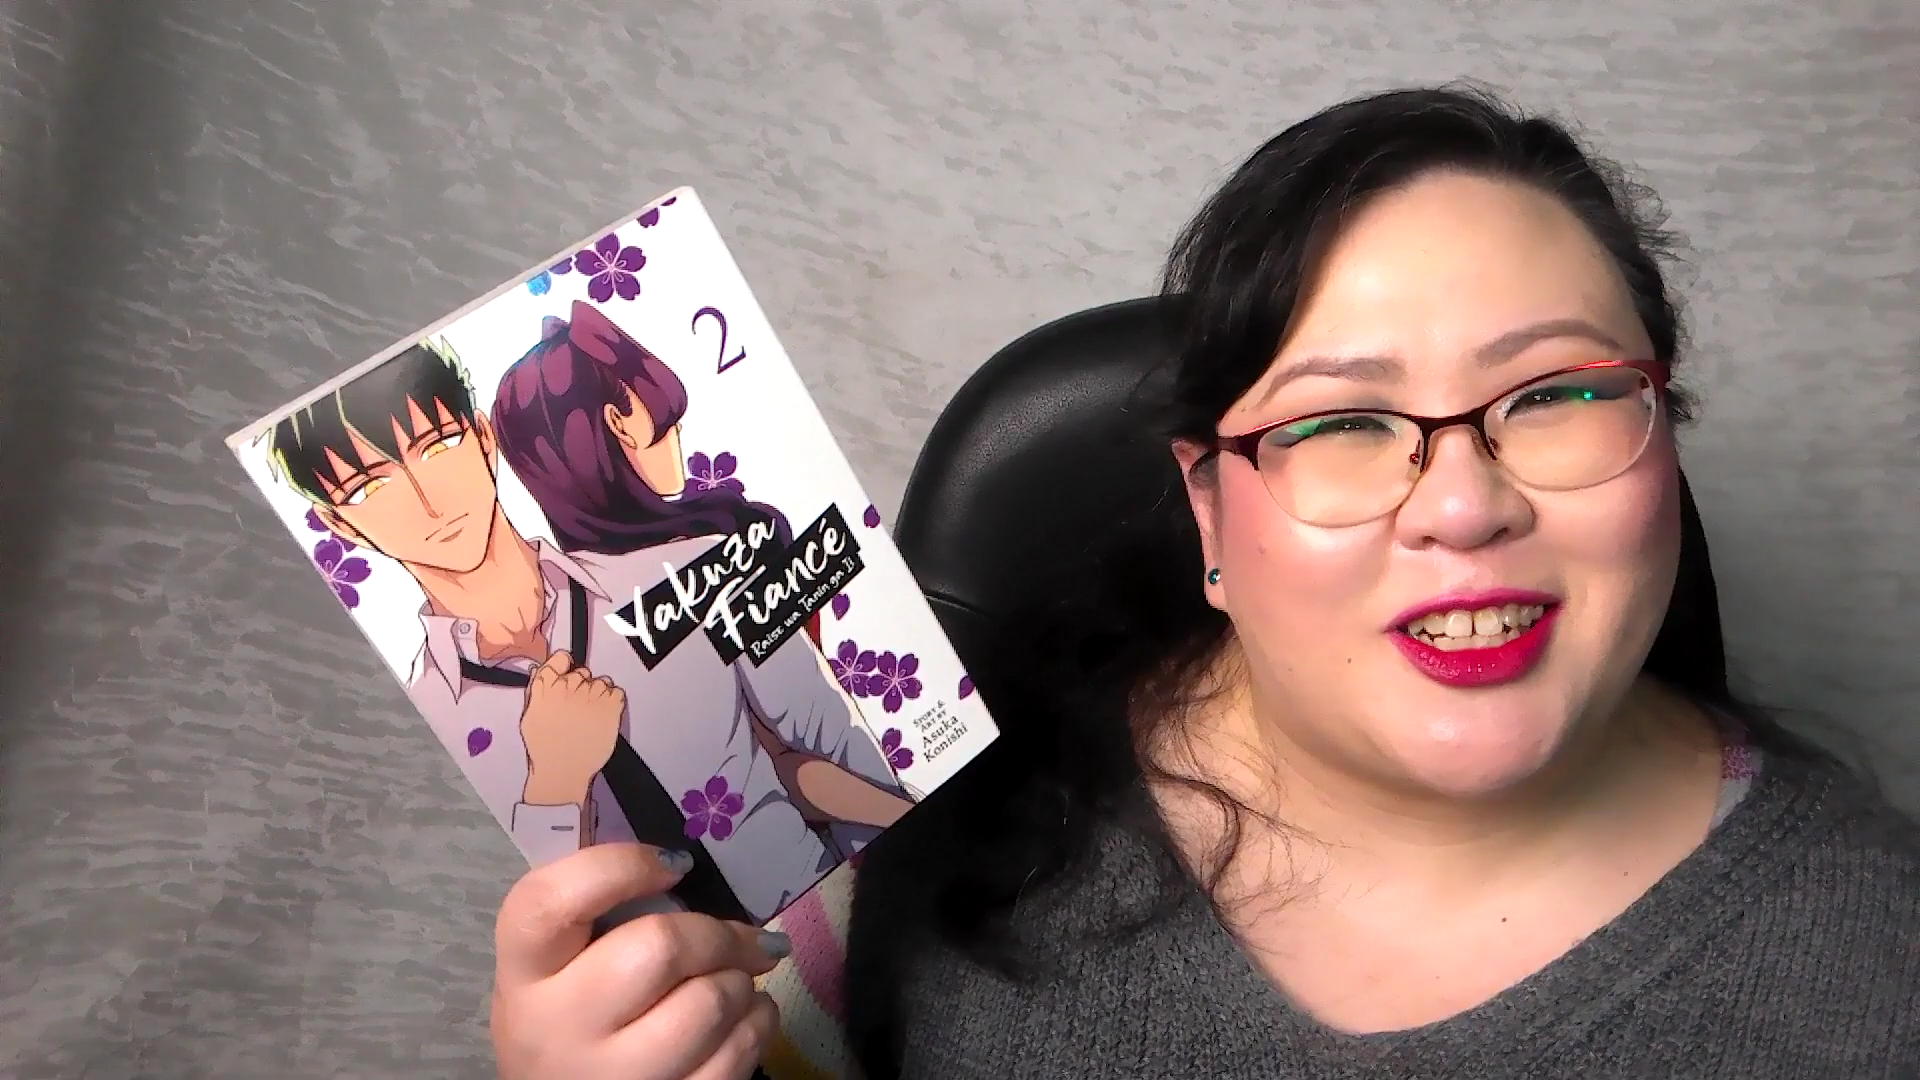 2
Yakuza
Fiancé
Raise wa Tanin ga Ii
STORY &
ART BY
Asuka
Konishi